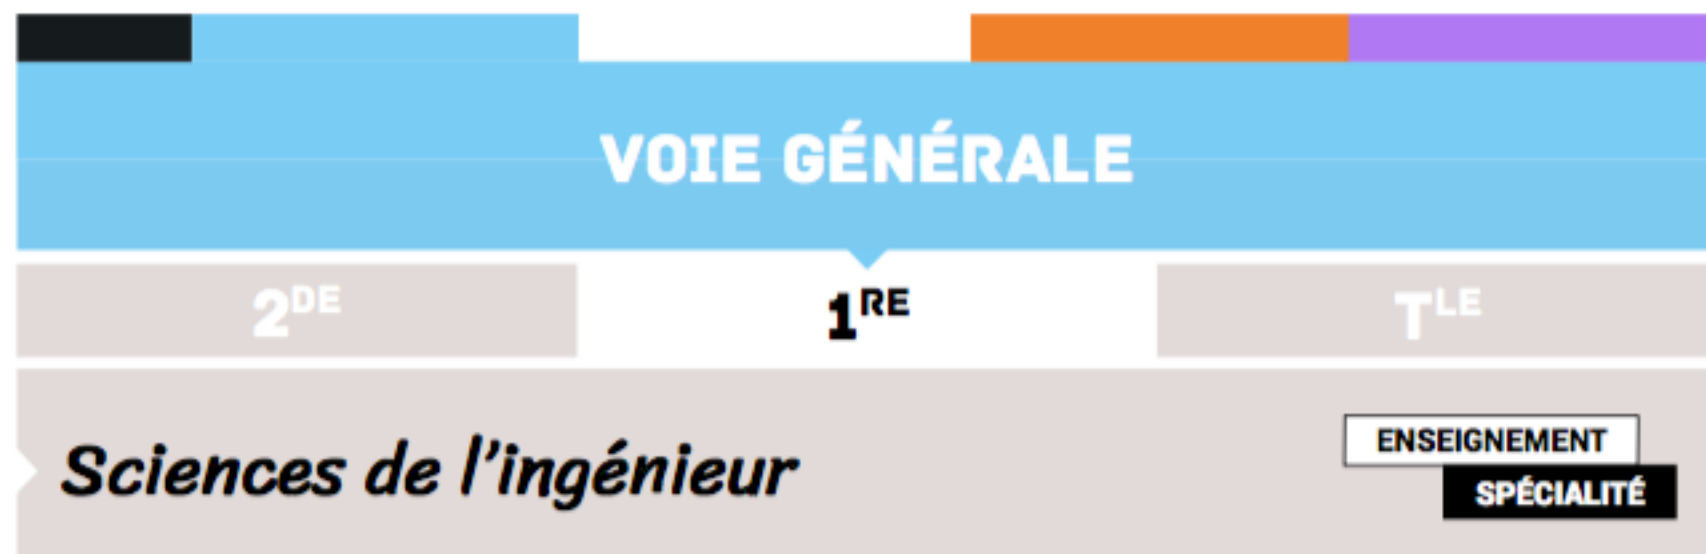 VOIE GÉNÉRALE
2DE 1RE TLE
Sciences de l'ingénieur
ENSEIGNEMENT
SPÉCIALITÉ